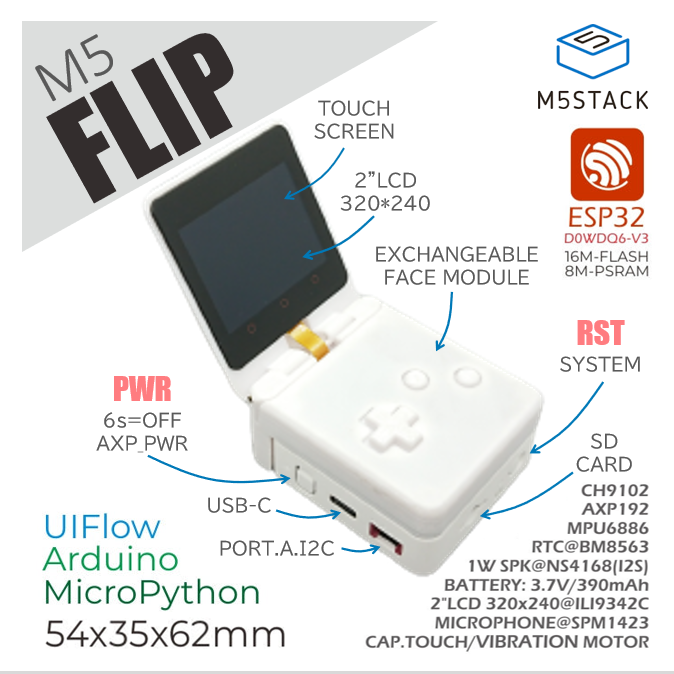 M5
FLIP
5
M5STACK
TOUCH
SCREEN
2”LCD
320*240
EXCHANGEABLE
FACE MODULE
ESP32
D0WDQ6-V3
16M-FLASH
8M-PSRAM
RST
SYSTEM
PWR
6s=OFF
AXP_PWR
SD
CARD
USB-C
PORT.A.I2C
CH9102
AXP192
MPU6886
RTC@BM8563
1W SPK@NS4168(I2S)
BATTERY: 3.7V/390mAh
2"LCD 320x240@ILI9342C
MICROPHONE@SPM1423
CAP.TOUCH/VIBRATION MOTOR
UIFlow
Arduino
MicroPython
54x35x62mm